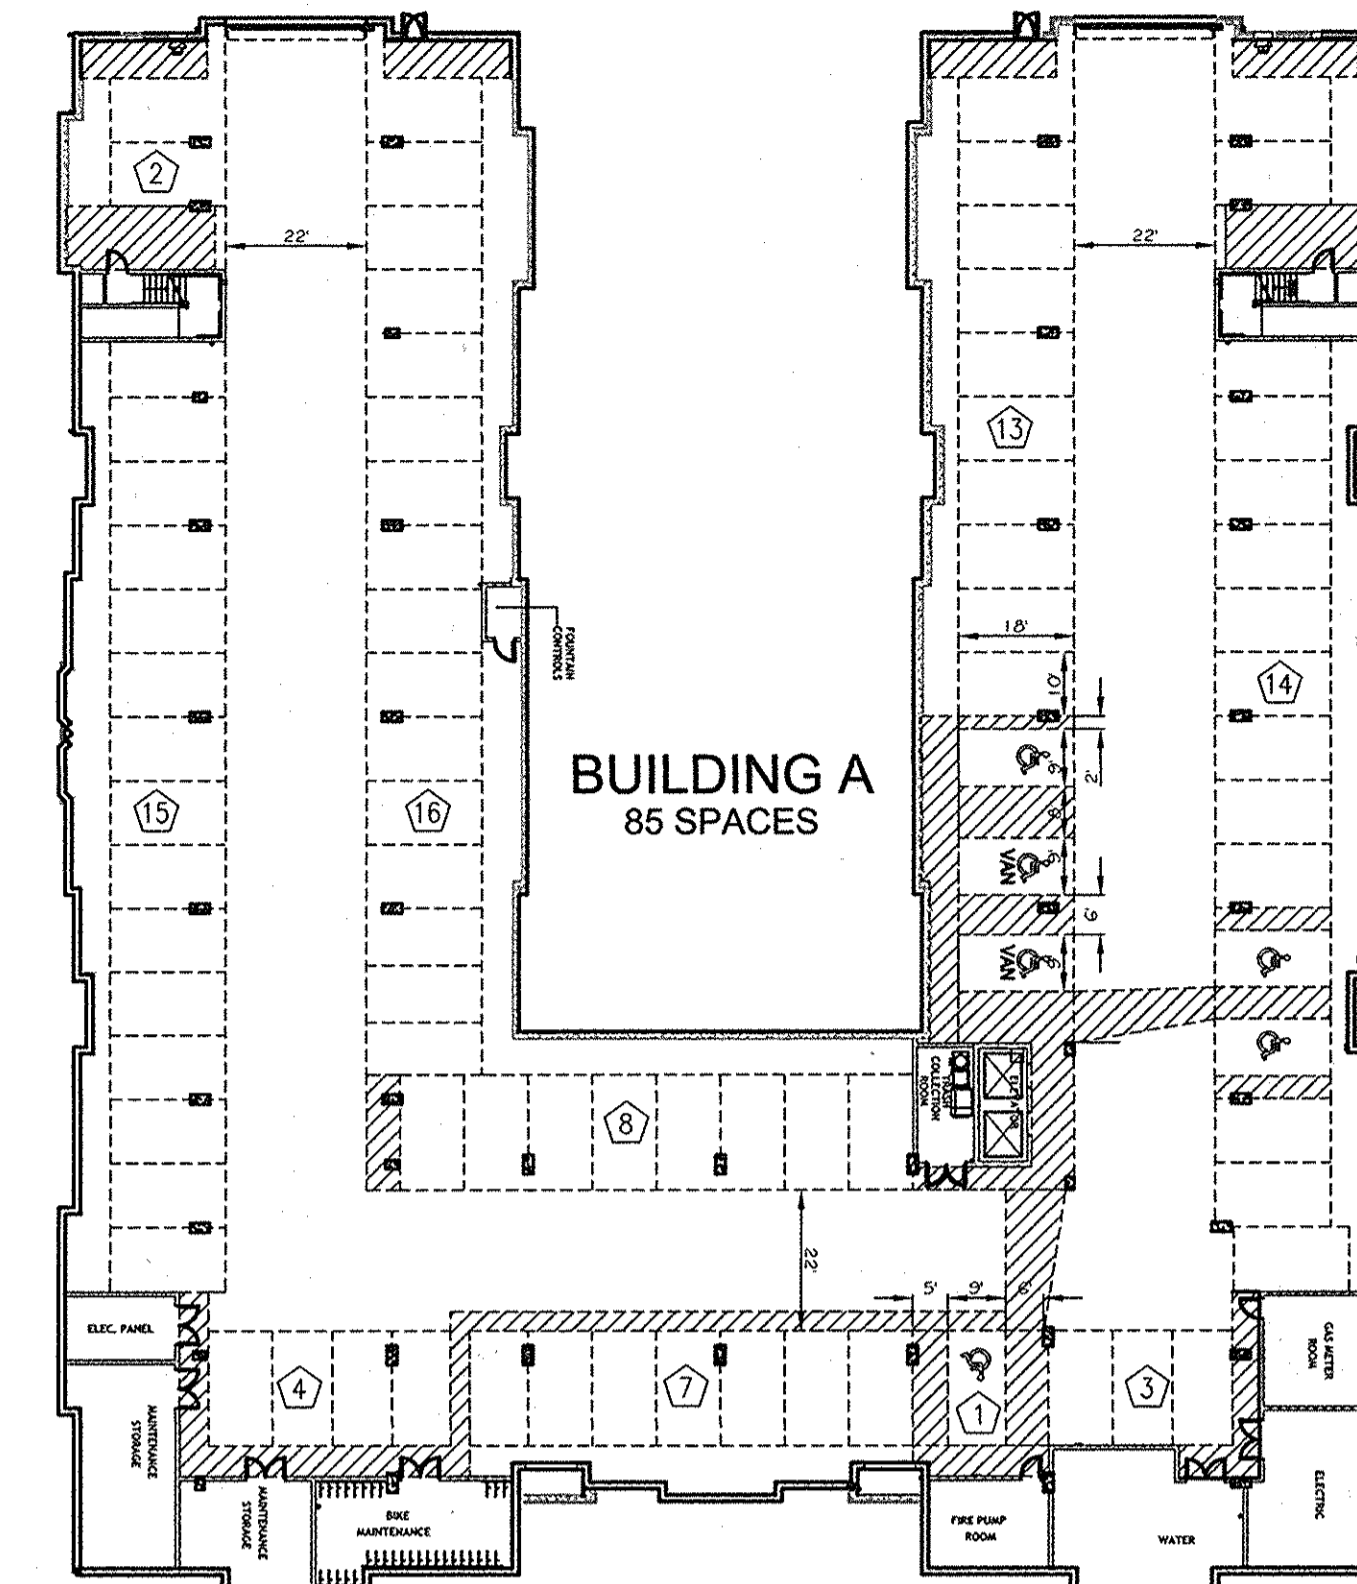 2
22'
22'
13
FOUNTAIN
CONTROLS
18'
10'
14
9'
2'
BUILDING A
85 SPACES
15
16
8'
VAN
9'
6'
VAN
9'
8
TRASH
COLLECTION
ROOM
ELEVATOR
22'
5'
9'
6'
ELEC. PANEL
4
7
1
3
GAS METER
ROOM
MAINTENANCE
STORAGE
MAINTENANCE
STORAGE
BIKE
MAINTENANCE
FIRE PUMP
ROOM
WATER
ELECTRIC